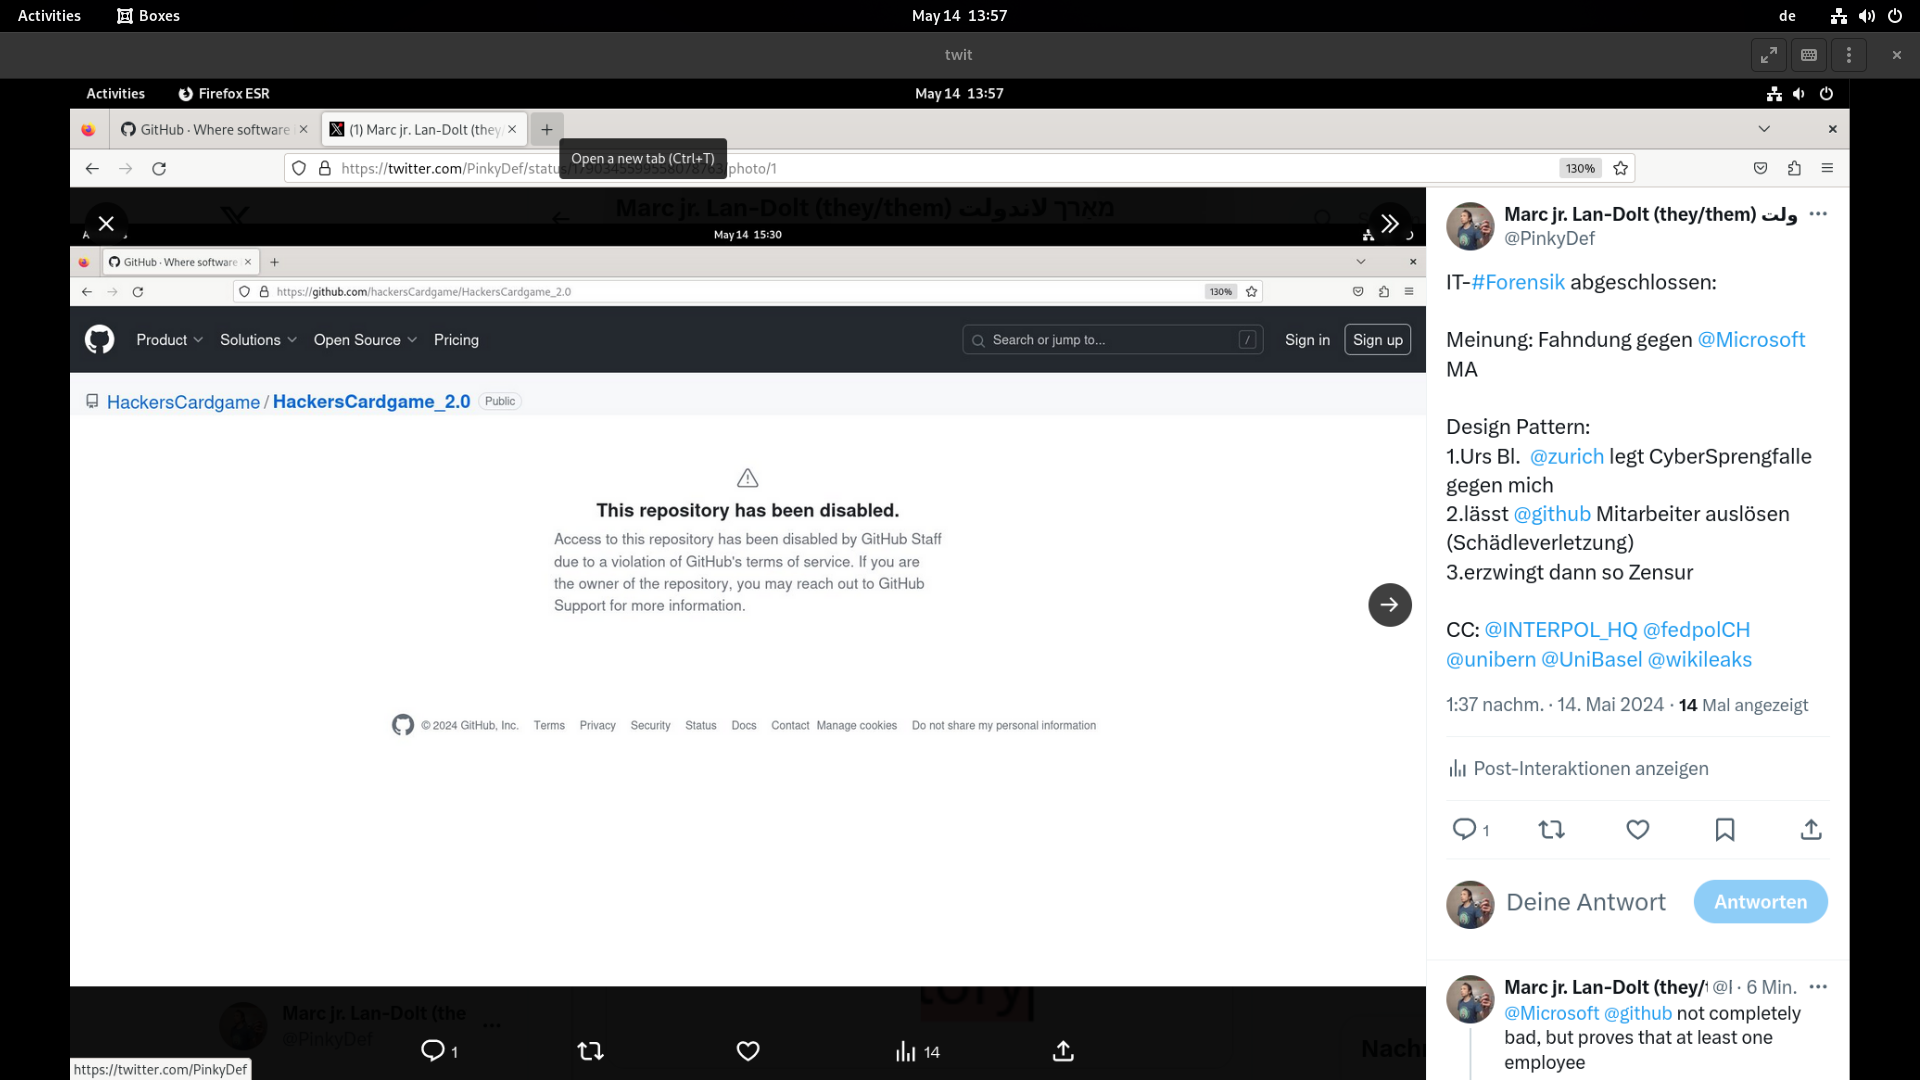 Activities
Boxes
May 14 13:57
de
twit
Activities
Firefox ESR
May 14 13:57
GitHub · Where software
(1) Marc jr. Lan-Dolt (they/
Open a new tab (Ctrl+T)
https://twitter.com/PinkyDef/status/ photo/1
130%
Marc jr. Lan-Dolt (they/them) מאַרך لاندولت
May 14 15:30
GitHub · Where software
https://github.com/hackersCardgame/HackersCardgame_2.0
130%
Product
Solutions
Open Source
Pricing
Search or jump to...
/
Sign in
Sign up
HackersCardgame / HackersCardgame_2.0
Public
This repository has been disabled.
Access to this repository has been disabled by GitHub Staff
due to a violation of GitHub's terms of service. If you are
the owner of the repository, you may reach out to GitHub
Support for more information.
© 2024 GitHub, Inc.
Terms
Privacy
Security
Status
Docs
Contact
Manage cookies
Do not share my personal information
Marc jr. Lan-Dolt (the
@PinkyDef
tory
Nachr
1
14
https://twitter.com/PinkyDef
Marc jr. Lan-Dolt (they/them) ولت
@PinkyDef
IT-#Forensik abgeschlossen:
Meinung: Fahndung gegen @Microsoft
MA
Design Pattern:
1.Urs Bl. @zurich legt CyberSprengfalle
gegen mich
2.lässt @github Mitarbeiter auslösen
(Schädleverletzung)
3.erzwingt dann so Zensur
CC: @INTERPOL_HQ @fedpolCH
@unibern @UniBasel @wikileaks
1:37 nachm. · 14. Mai 2024 · 14 Mal angezeigt
Post-Interaktionen anzeigen
1
Deine Antwort
Antworten
Marc jr. Lan-Dolt (they/ @ · 6 Min.
@Microsoft @github not completely
bad, but proves that at least one
employee